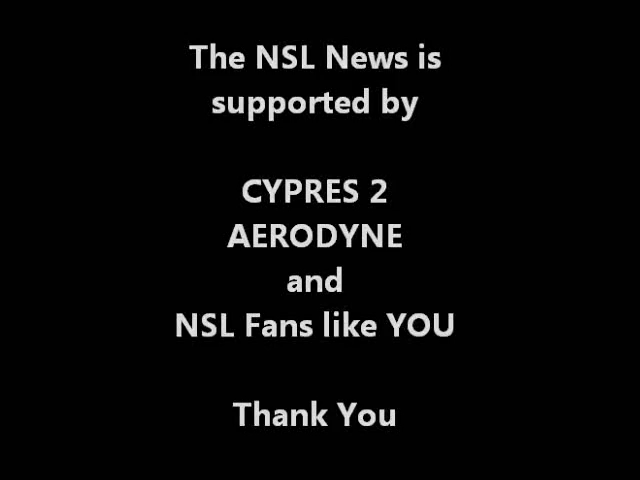 The NSL News is
supported by
CYPRES 2
AERODYNE
and
NSL Fans like YOU
Thank You